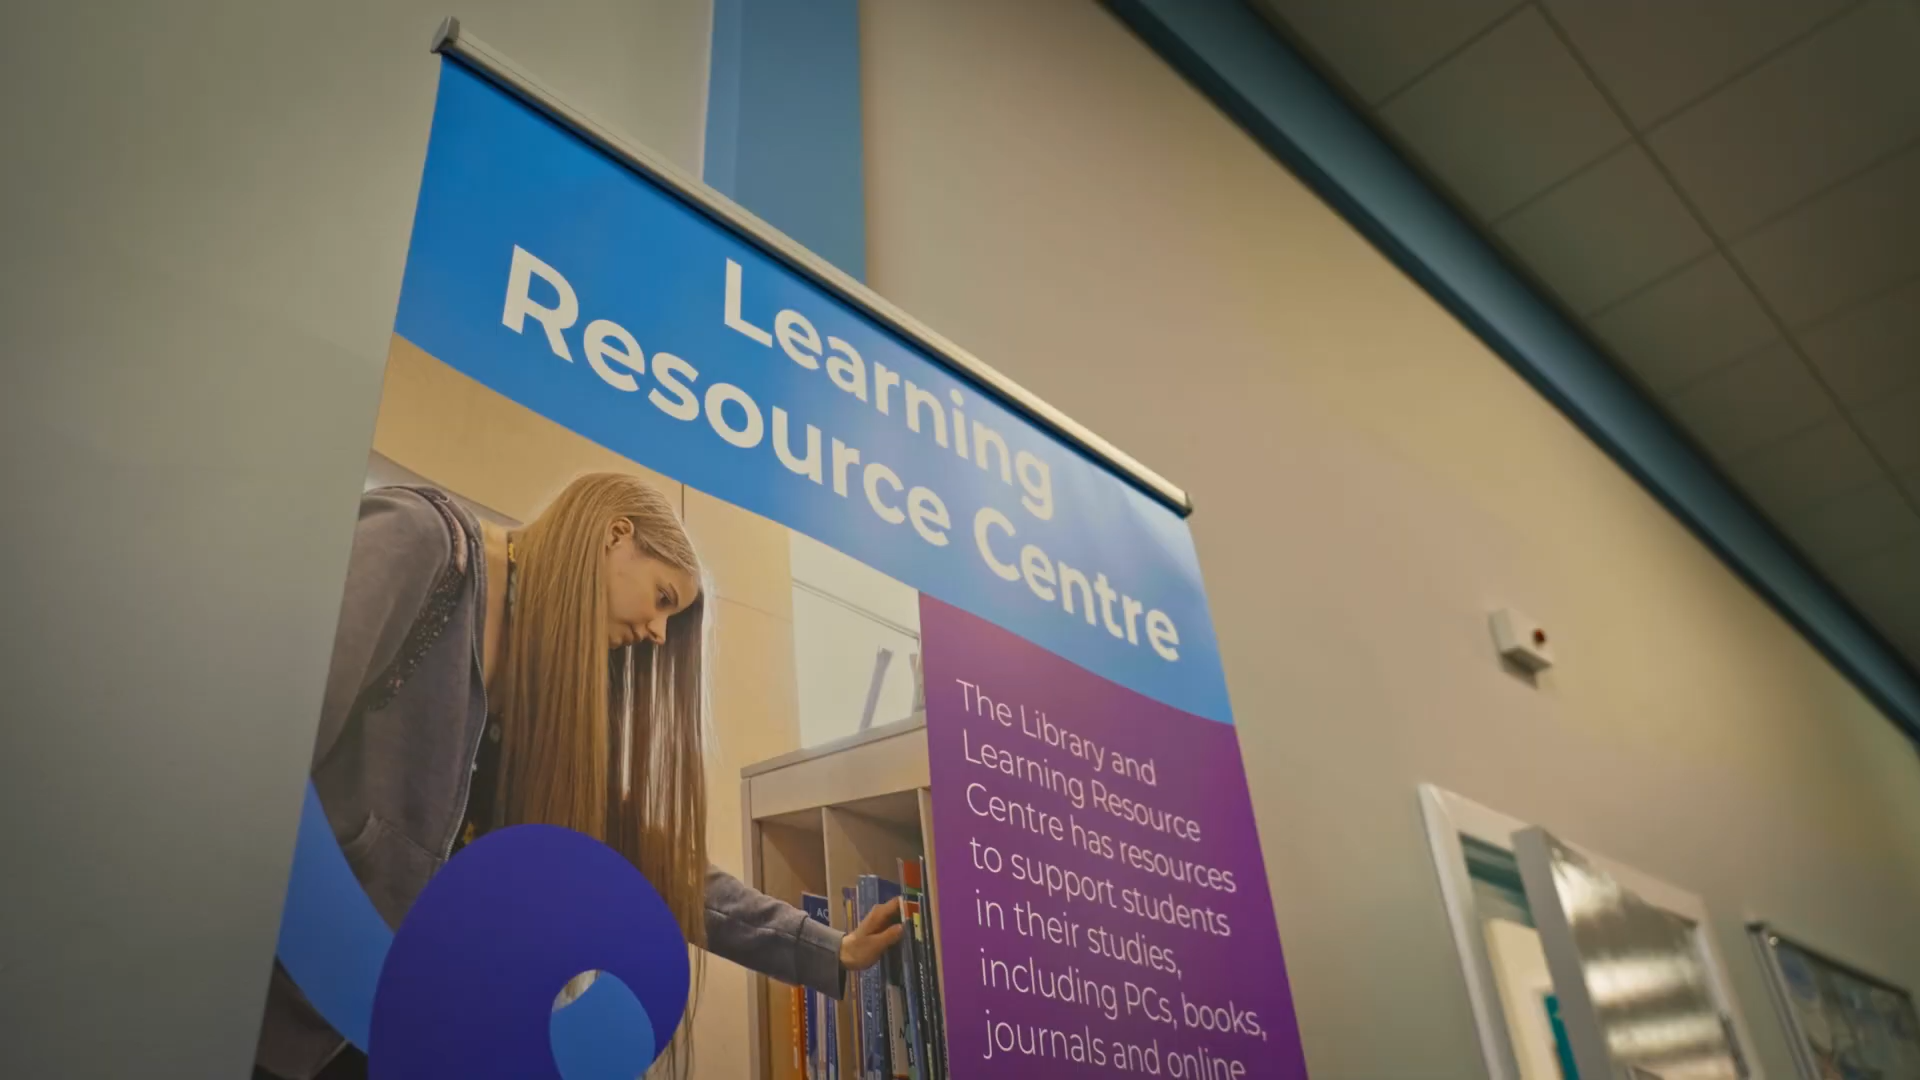 Learning
Resource Centre
The Library and
Learning Resource
Centre has resources
to support students
in their studies,
including PCs, books,
journals and online